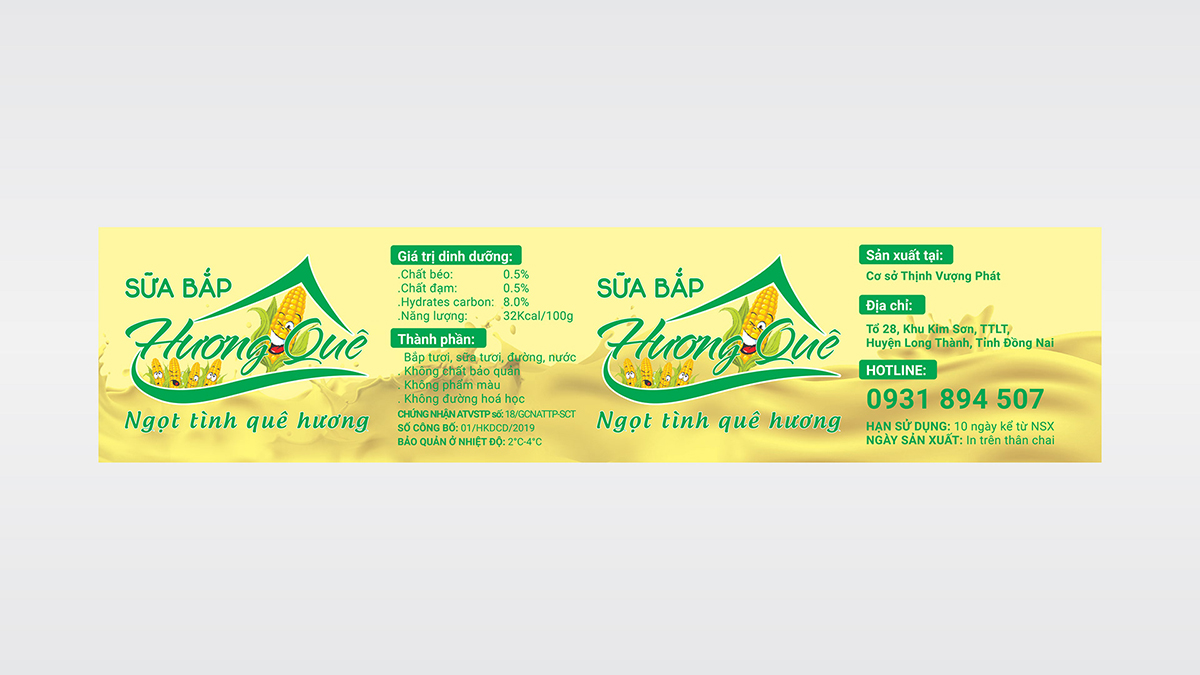 SỮA BẮP
Hương Quê
Ngọt tình quê hương
Giá trị dinh dưỡng:
.Chất béo: 0.5%
.Chất đạm: 0.5%
.Hydrates carbon: 8.0%
.Năng lượng: 32Kcal/100g
Thành phần:
Bắp tươi, sữa tươi, đường, nước
. Không chất bảo quản
. Không phẩm màu
. Không đường hoá học
CHỨNG NHẬN ATVSTP số: 18/GCNATTP-SCT
SỐ CÔNG BỐ: 01/HKDCD/2019
BẢO QUẢN Ở NHIỆT ĐỘ: 2°C-4°C
SỮA BẮP
Hương Quê
Ngọt tình quê hương
Sản xuất tại:
Cơ sở Thịnh Vượng Phát
Địa chỉ:
Tổ 28, Khu Kim Sơn, TTLT,
Huyện Long Thành, Tỉnh Đồng Nai
HOTLINE:
0931 894 507
HẠN SỬ DỤNG: 10 ngày kể từ NSX
NGÀY SẢN XUẤT: In trên thân chai